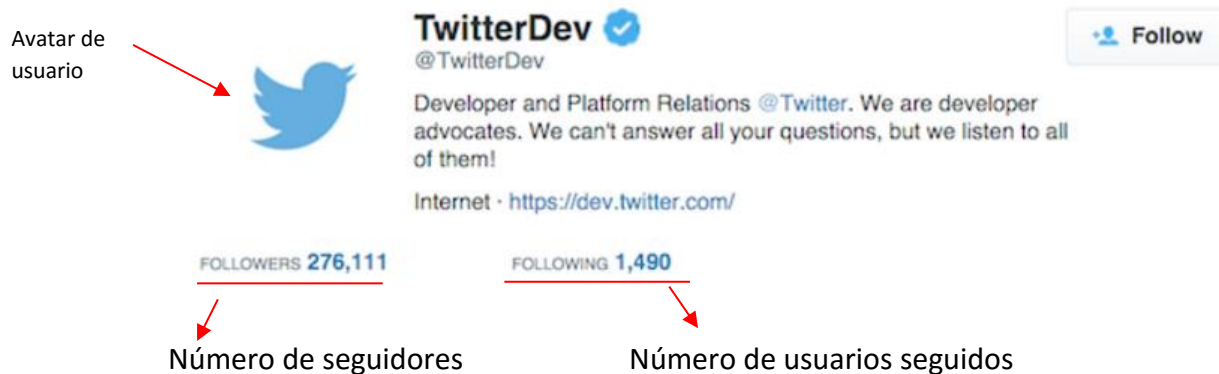 Avatar de
usuario
TwitterDev
@TwitterDev
Follow
Developer and Platform Relations @Twitter. We are developer
advocates. We can't answer all your questions, but we listen to all
of them!
Internet · https://dev.twitter.com/
FOLLOWERS 276,111
FOLLOWING 1,490
Número de seguidores
Número de usuarios seguidos